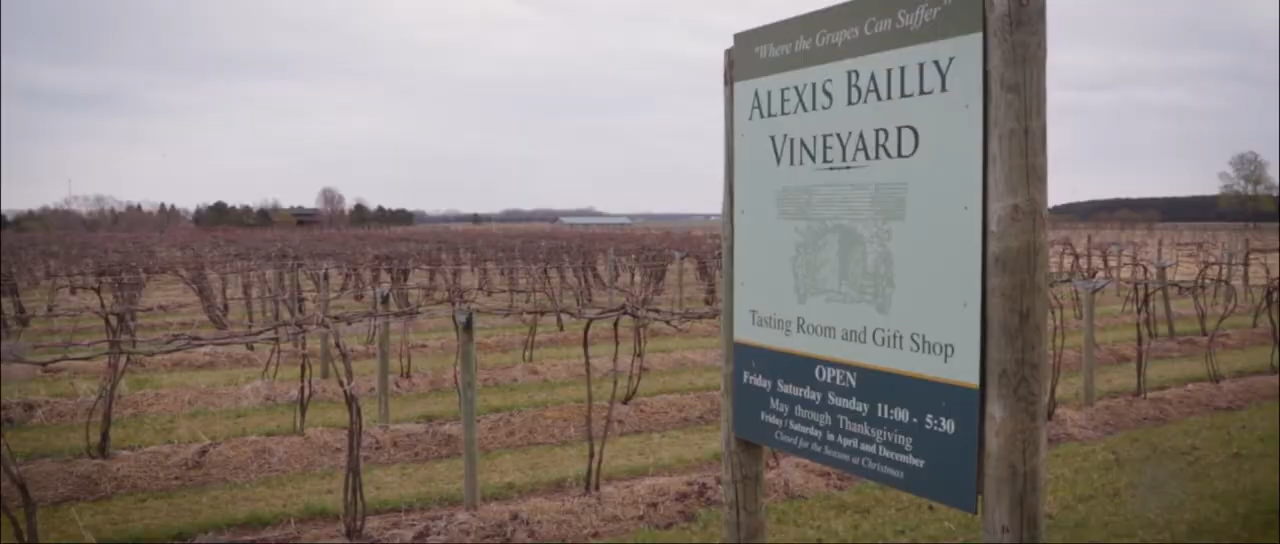 "Where the Grapes Can Suffer"
ALEXIS BAILLY
VINEYARD
Tasting Room and Gift Shop
OPEN
Friday Saturday Sunday 11:00 - 5:30
May through Thanksgiving
Friday / Saturday in April and December
Closed for the Season at Christmas